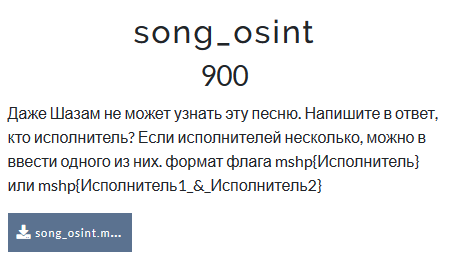 song_osint
900
Даже Шазам не может узнать эту песню. Напишите в ответ,
кто исполнитель? Если исполнителей несколько, можно в
ввести одного из них. формат флага mshp{Исполнитель}
или mshp{Исполнитель1_&_Исполнитель2}
song_osint.m...